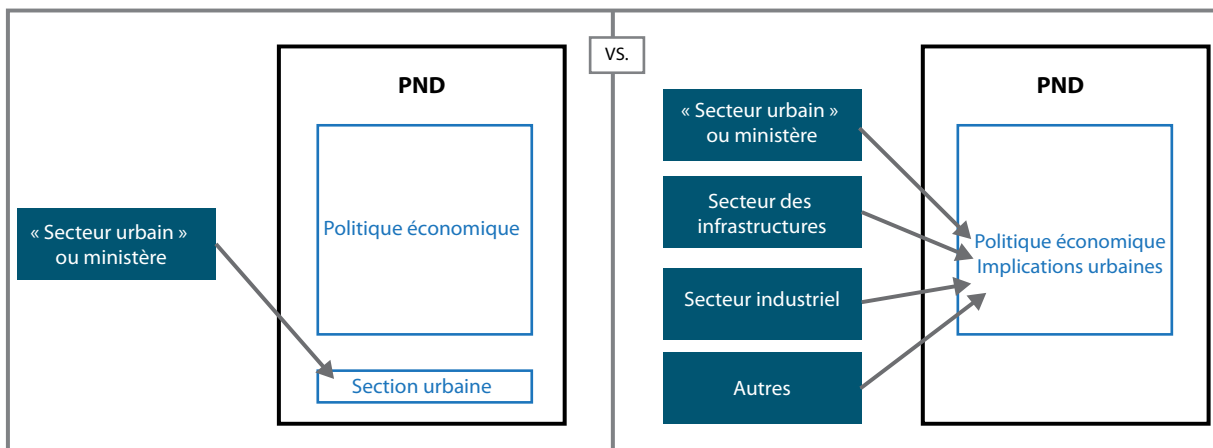 VS.
PND
Politique économique
« Secteur urbain »
ou ministère
Section urbaine
PND
« Secteur urbain »
ou ministère
Secteur des
infrastructures
Politique économique
Implications urbaines
Secteur industriel
Autres